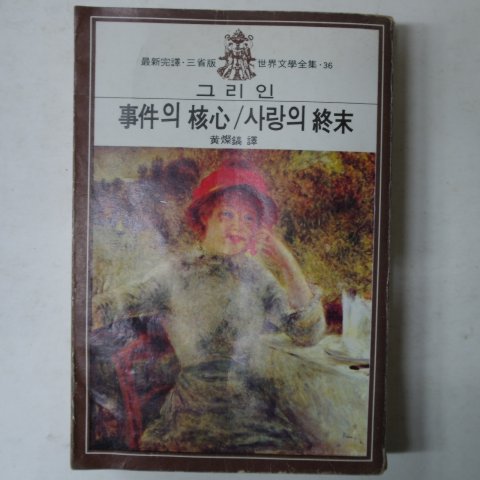 最新完譯·三省版 世界文學全集·36
그리인
事件의 核心/사랑의 終末
黄燦鎬 譯